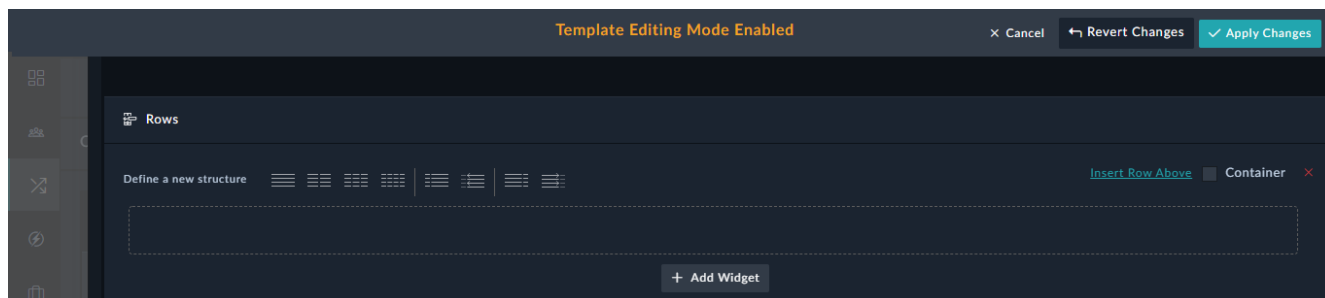 Template Editing Mode Enabled
Cancel
Revert Changes
Apply Changes
Rows
Define a new structure
Insert Row Above
Container
+ Add Widget